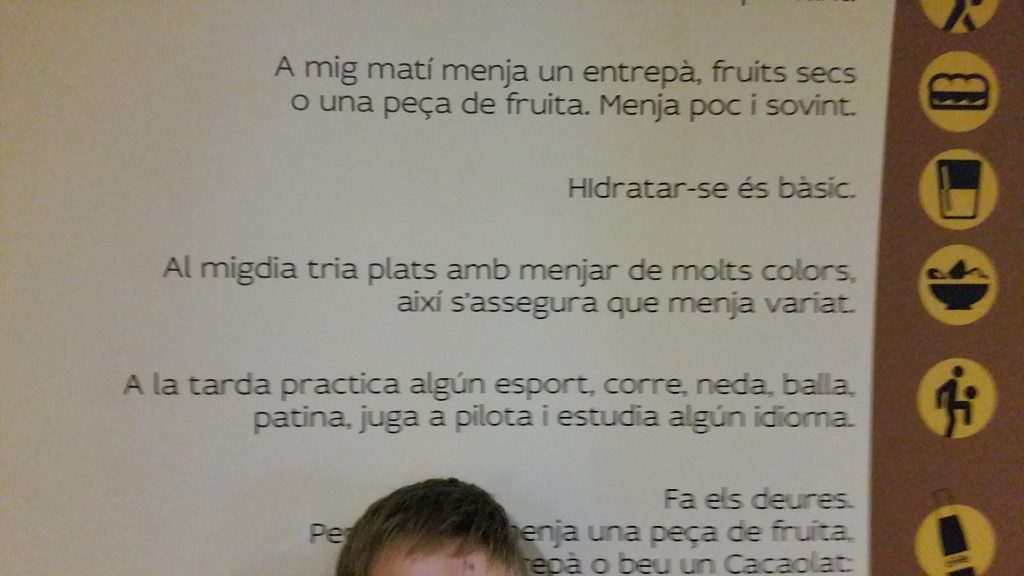 A mig matí menja un entrepà, fruits secs
o una peça de fruita. Menja poc i sovint.
HIdratar-se és bàsic.
Al migdia tria plats amb menjar de molts colors,
així s'assegura que menja variat.
A la tarda practica algún esport, corre, neda, balla,
patina, juga a pilota i estudia algún idioma.
Fa els deures.
una peça de fruita,
o beu un Cacaolat: